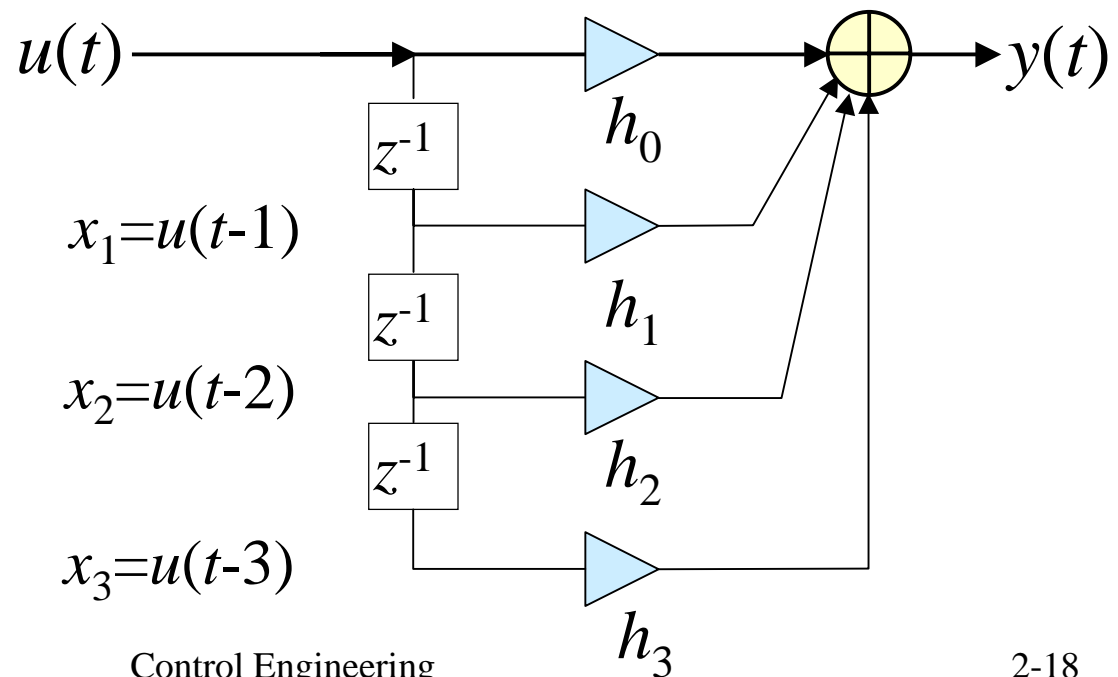 u(t) y(t)
h₀
z⁻¹
x₁=u(t-1)
z⁻¹
h₁
x₂=u(t-2)
z⁻¹
h₂
x₃=u(t-3)
h₃
Control Engineering 2-18